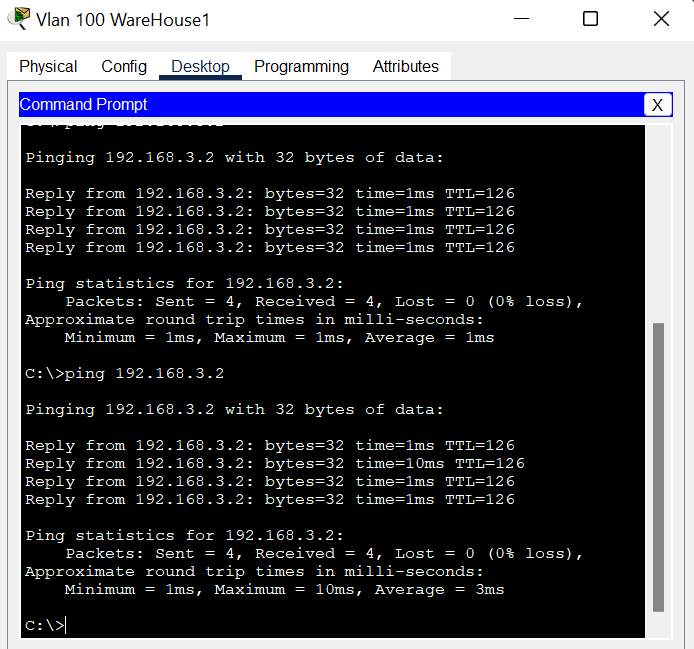 Vlan 100 WareHouse1
Physical Config Desktop Programming Attributes
Command Prompt X
Pinging 192.168.3.2 with 32 bytes of data:
Reply from 192.168.3.2: bytes=32 time=1ms TTL=126
Reply from 192.168.3.2: bytes=32 time=1ms TTL=126
Reply from 192.168.3.2: bytes=32 time=1ms TTL=126
Reply from 192.168.3.2: bytes=32 time=1ms TTL=126
Ping statistics for 192.168.3.2:
Packets: Sent = 4, Received = 4, Lost = 0 (0% loss),
Approximate round trip times in milli-seconds:
Minimum = 1ms, Maximum = 1ms, Average = 1ms
C:\>ping 192.168.3.2
Pinging 192.168.3.2 with 32 bytes of data:
Reply from 192.168.3.2: bytes=32 time=1ms TTL=126
Reply from 192.168.3.2: bytes=32 time=10ms TTL=126
Reply from 192.168.3.2: bytes=32 time=1ms TTL=126
Reply from 192.168.3.2: bytes=32 time=1ms TTL=126
Ping statistics for 192.168.3.2:
Packets: Sent = 4, Received = 4, Lost = 0 (0% loss),
Approximate round trip times in milli-seconds:
Minimum = 1ms, Maximum = 10ms, Average = 3ms
C:\>